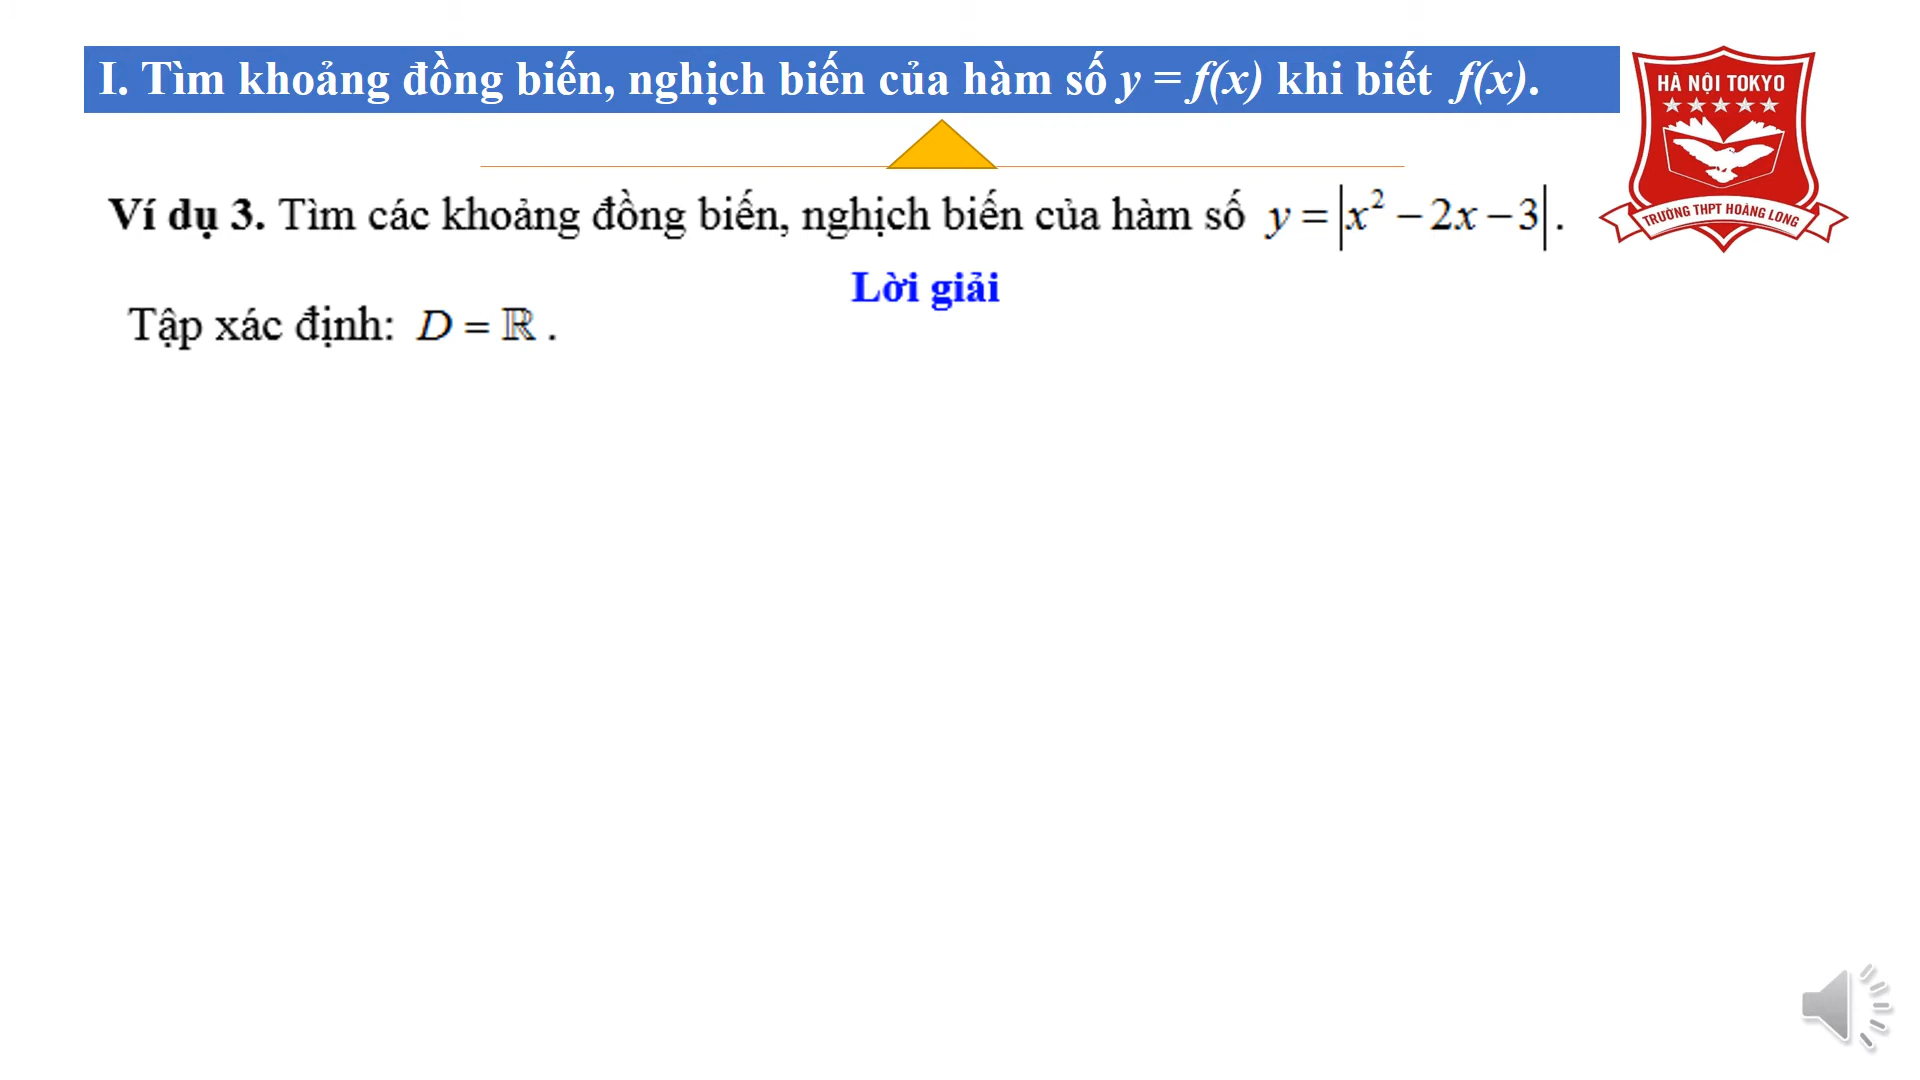 I. Tìm khoảng đồng biến, nghịch biến của hàm số y = f(x) khi biết f(x).
HÀ NỘI TOKYO
TRƯỜNG THPT HOÀNG LONG
Ví dụ 3. Tìm các khoảng đồng biến, nghịch biến của hàm số y = |x² − 2x − 3|.
Lời giải
Tập xác định: D = ℝ.